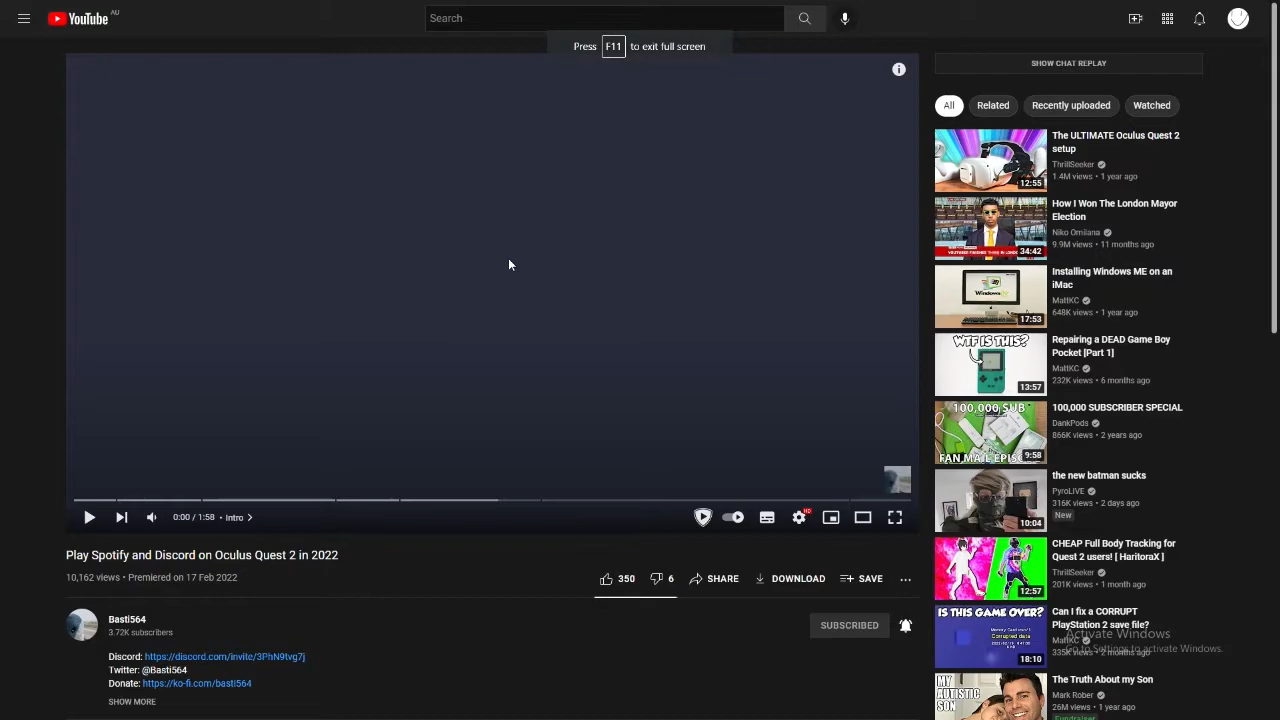 YouTube AU
Search
Press F11 to exit full screen
SHOW CHAT REPLAY
All
Related
Recently uploaded
Watched
The ULTIMATE Oculus Quest 2
setup
ThrillSeeker
1.4M views • 1 year ago
12:55
How I Won The London Mayor
Election
Niko Omilana
9.9M views • 11 months ago
34:42
Installing Windows ME on an
iMac
MattKC
648K views • 1 year ago
17:53
WTF IS THIS?
Repairing a DEAD Game Boy
Pocket [Part 1]
MattKC
232K views • 6 months ago
13:57
100,000 SUB
FAN MAIL EPIS
100,000 SUBSCRIBER SPECIAL
DankPods
866K views • 2 years ago
9:58
the new batman sucks
PyroLIVE
316K views • 2 days ago
New
10:04
CHEAP Full Body Tracking for
Quest 2 users! [ HaritoraX ]
ThrillSeeker
201K views • 1 month ago
12:57
IS THIS GAME OVER?
Corrupted data
Can I fix a CORRUPT
PlayStation 2 save file?
MattKC
335K views • 2 months ago
18:10
Activate Windows
Go to Settings to activate Windows.
MY
AUTISTIC
SON
The Truth About my Son
Mark Rober
26M views • 1 year ago
Fundraiser
0:00 / 1:58 • Intro
HD
Play Spotify and Discord on Oculus Quest 2 in 2022
10,162 views • Premiered on 17 Feb 2022
350
6
SHARE
DOWNLOAD
SAVE
Basti564
3.72K subscribers
SUBSCRIBED
Discord: https://discord.com/invite/3PhN9tvg7j
Twitter: @Basti564
Donate: https://ko-fi.com/basti564
SHOW MORE